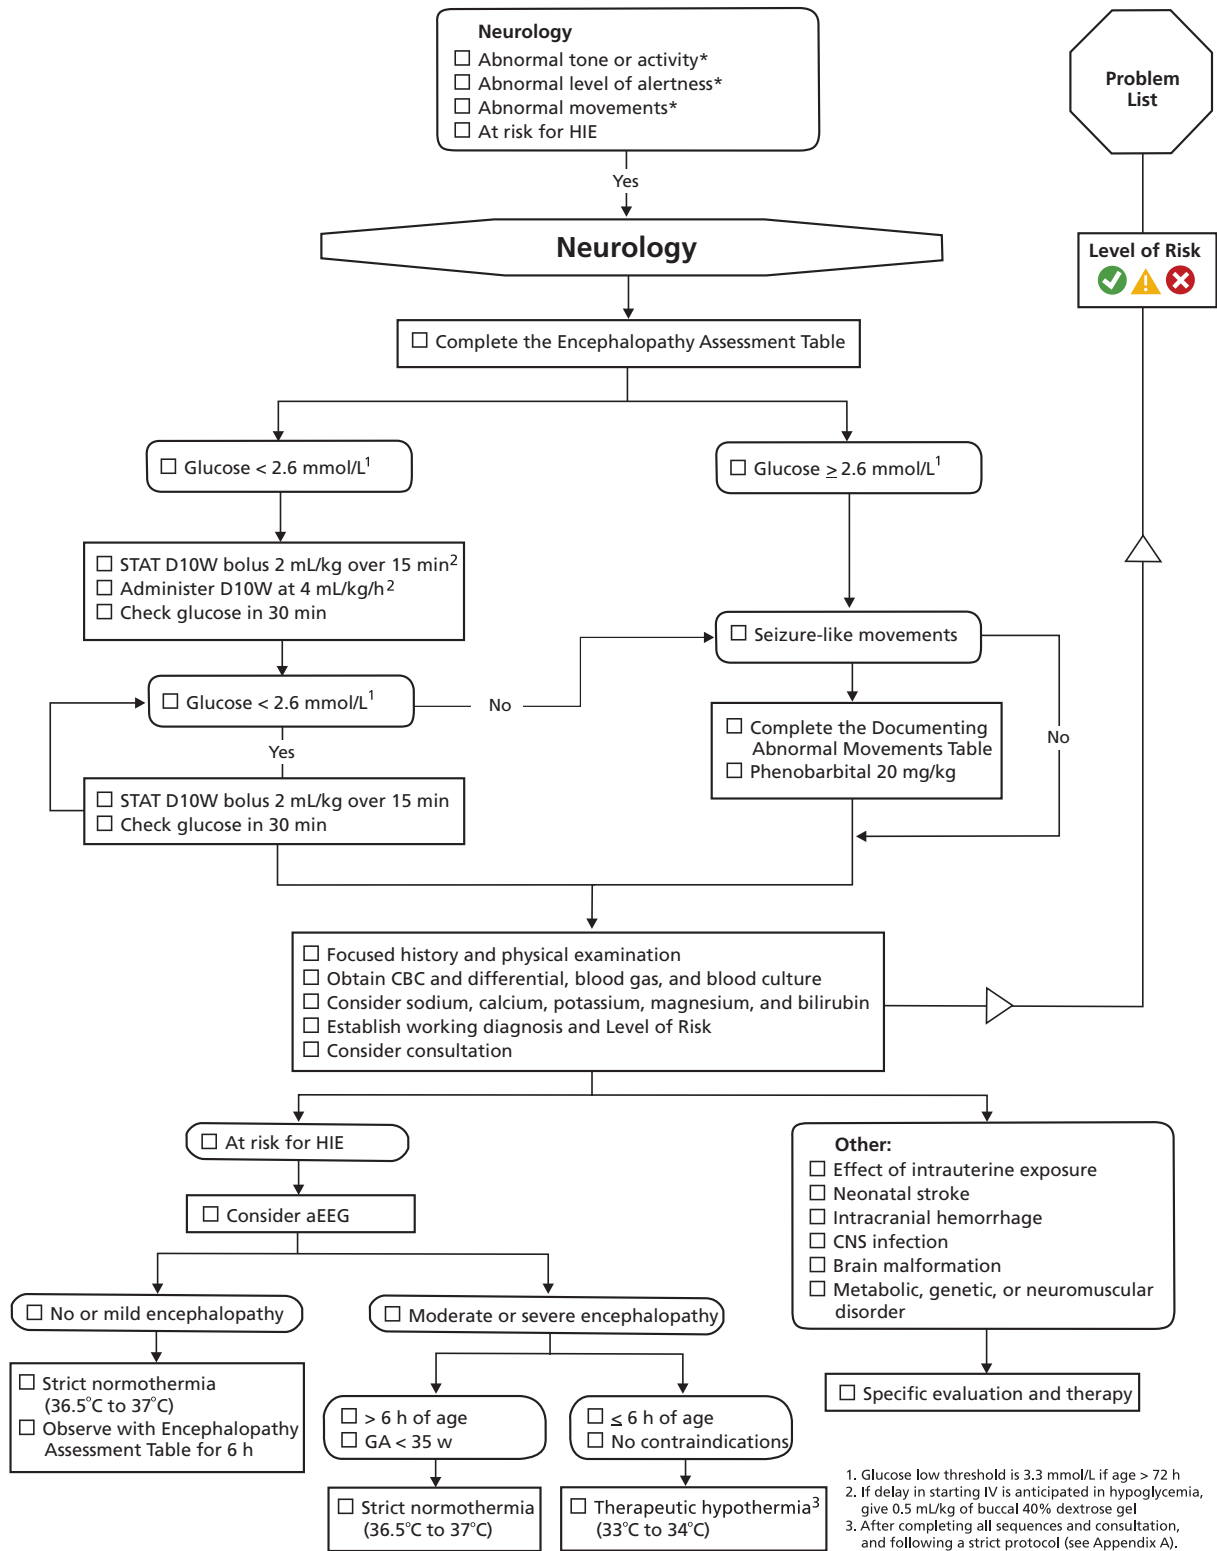 Neurology
☐ Abnormal tone or activity*
☐ Abnormal level of alertness*
☐ Abnormal movements*
☐ At risk for HIE
Problem
List
Yes
Neurology
Level of Risk
☐ Complete the Encephalopathy Assessment Table
☐ Glucose < 2.6 mmol/L¹
☐ Glucose ≥ 2.6 mmol/L¹
☐ STAT D10W bolus 2 mL/kg over 15 min²
☐ Administer D10W at 4 mL/kg/h²
☐ Check glucose in 30 min
☐ Seizure-like movements
☐ Glucose < 2.6 mmol/L¹
No
☐ Complete the Documenting
Abnormal Movements Table
☐ Phenobarbital 20 mg/kg
No
Yes
☐ STAT D10W bolus 2 mL/kg over 15 min
☐ Check glucose in 30 min
☐ Focused history and physical examination
☐ Obtain CBC and differential, blood gas, and blood culture
☐ Consider sodium, calcium, potassium, magnesium, and bilirubin
☐ Establish working diagnosis and Level of Risk
☐ Consider consultation
☐ At risk for HIE
☐ Consider aEEG
Other:
☐ Effect of intrauterine exposure
☐ Neonatal stroke
☐ Intracranial hemorrhage
☐ CNS infection
☐ Brain malformation
☐ Metabolic, genetic, or neuromuscular
disorder
☐ No or mild encephalopathy
☐ Moderate or severe encephalopathy
☐ Strict normothermia
(36.5°C to 37°C)
☐ Observe with Encephalopathy
Assessment Table for 6 h
☐ > 6 h of age
☐ GA < 35 w
☐ ≤ 6 h of age
☐ No contraindications
☐ Specific evaluation and therapy
☐ Strict normothermia
(36.5°C to 37°C)
☐ Therapeutic hypothermia³
(33°C to 34°C)
1. Glucose low threshold is 3.3 mmol/L if age > 72 h
2. If delay in starting IV is anticipated in hypoglycemia,
give 0.5 mL/kg of buccal 40% dextrose gel
3. After completing all sequences and consultation,
and following a strict protocol (see Appendix A).